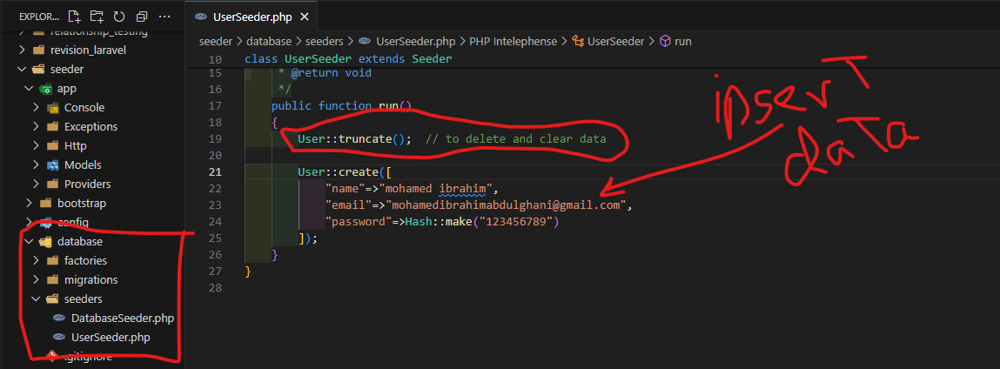 EXPLOR...
relationship_testing
revision_laravel
seeder
app
Console
Exceptions
Http
Models
Providers
bootstrap
config
database
factories
migrations
seeders
DatabaseSeeder.php
UserSeeder.php
.gitignore
UserSeeder.php
seeder > database > seeders > UserSeeder.php > PHP Intelephense > UserSeeder > run
10 class UserSeeder extends Seeder
15 * @return void
16 */
17 public function run()
18 {
19 User::truncate(); // to delete and clear data
20
21 User::create([
22 "name"=>"mohamed ibrahim",
23 "email"=>"mohamedibrahimabdulghani@gmail.com",
24 "password"=>Hash::make("123456789")
25 ]);
26 }
27 }
28
insert
data